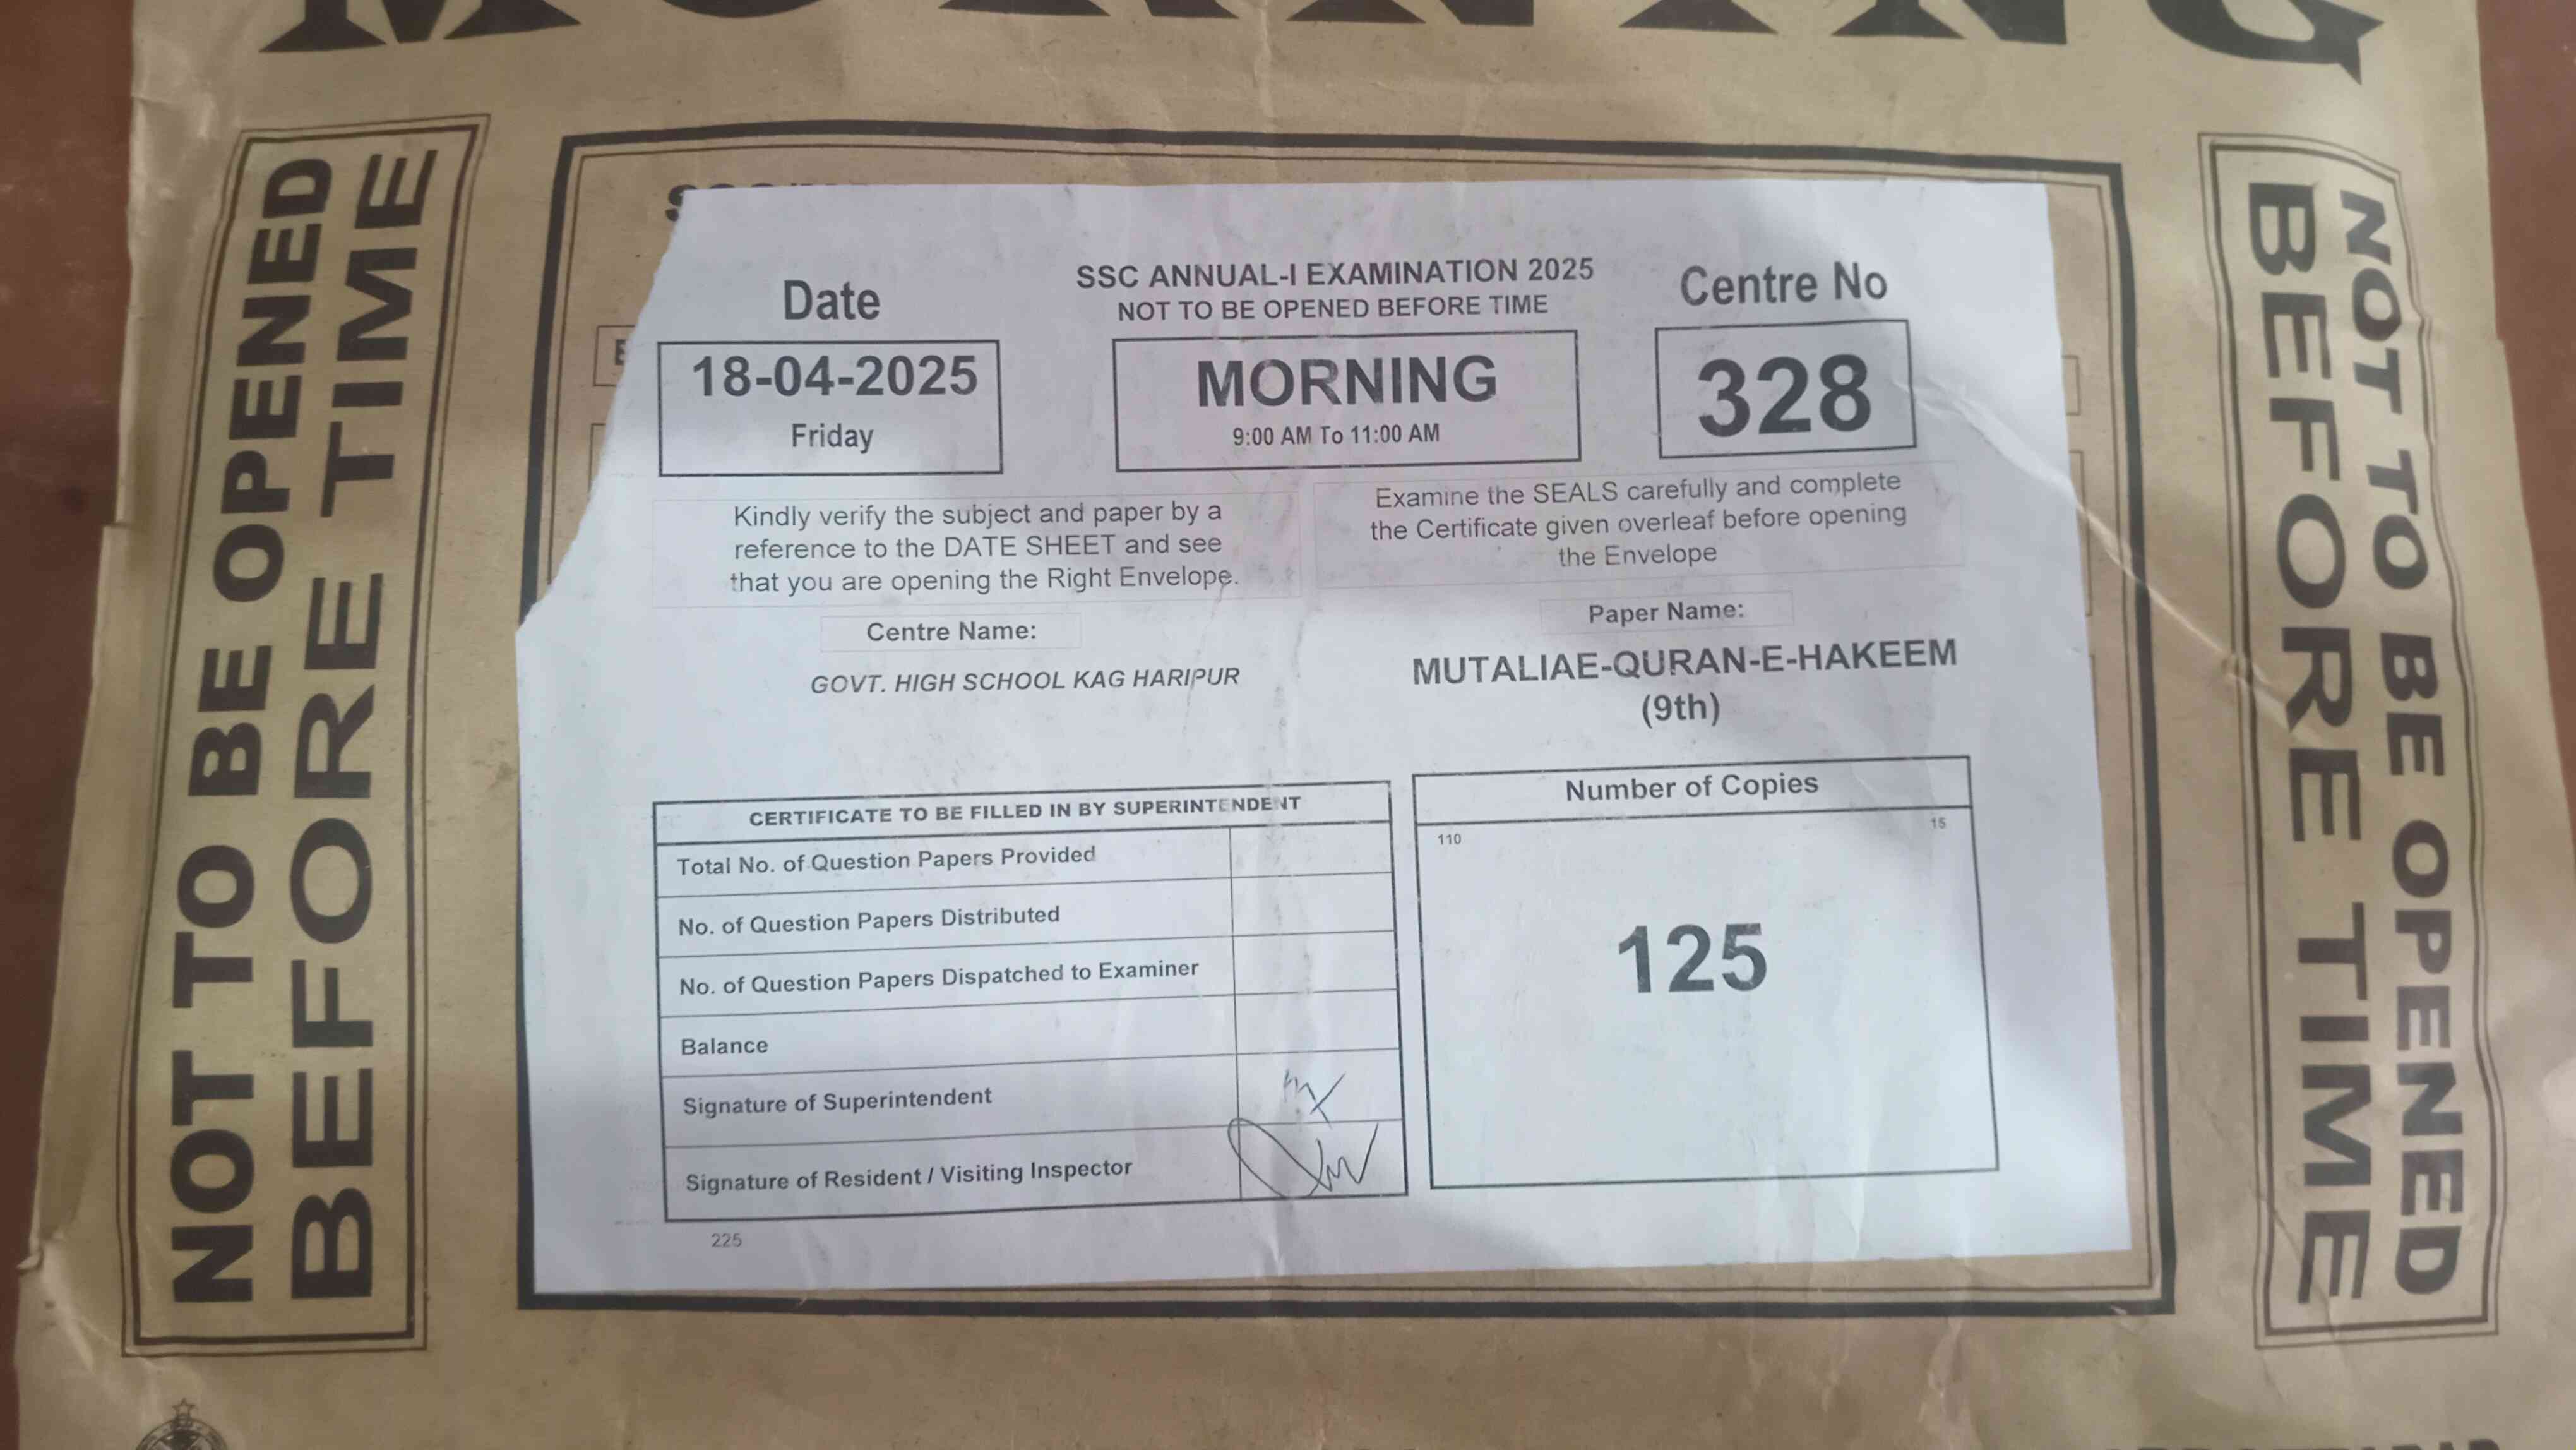 MORNING
NOT TO BE OPENED
BEFORE TIME
Date
18-04-2025
Friday
SSC ANNUAL-I EXAMINATION 2025
NOT TO BE OPENED BEFORE TIME
MORNING
9:00 AM To 11:00 AM
Centre No
328
Kindly verify the subject and paper by a
reference to the DATE SHEET and see
that you are opening the Right Envelope.
Examine the SEALS carefully and complete
the Certificate given overleaf before opening
the Envelope
Centre Name:
GOVT. HIGH SCHOOL KAG HARIPUR
Paper Name:
MUTALIAE-QURAN-E-HAKEEM
(9th)
CERTIFICATE TO BE FILLED IN BY SUPERINTENDENT
Total No. of Question Papers Provided
No. of Question Papers Distributed
No. of Question Papers Dispatched to Examiner
Balance
Signature of Superintendent
Signature of Resident / Visiting Inspector
225
Number of Copies
110
15
125
NOT TO BE OPENED
BEFORE TIME